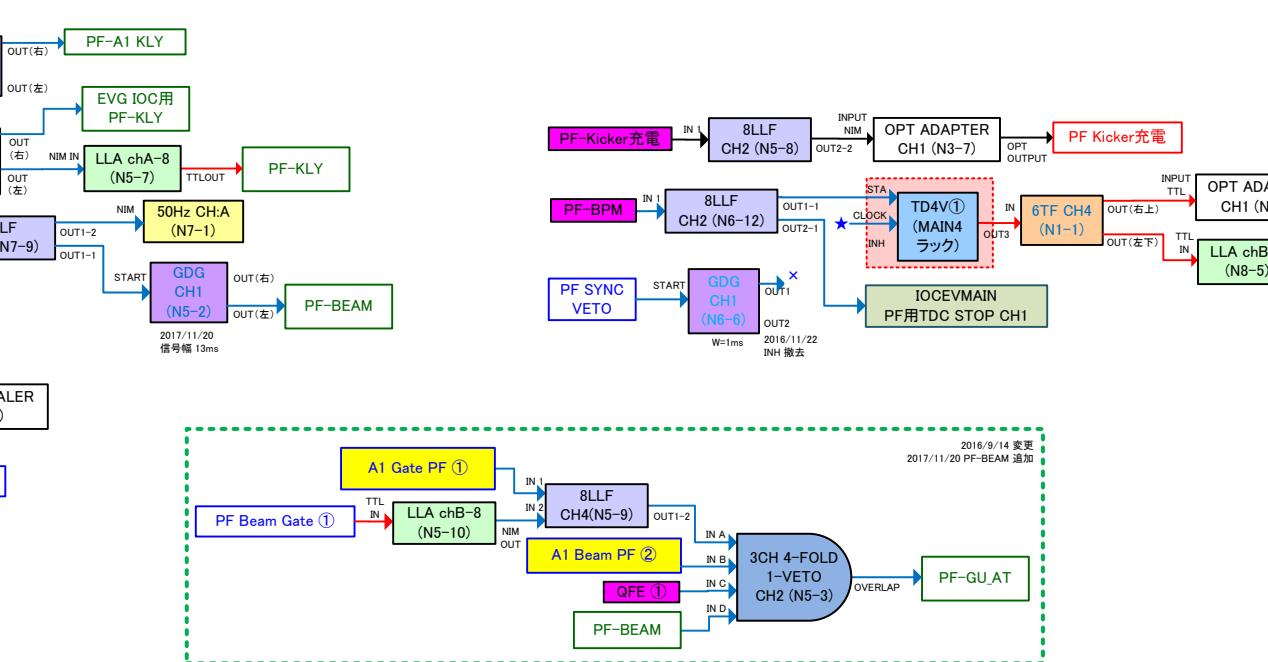 OUT(右)
PF-A1 KLY
OUT(左)
EVG IOC用
PF-KLY
OUT
(右)
NIM IN
LLA chA-8
(N5-7)
TTLOUT
PF-KLY
OUT
(左)
LF
N7-9)
OUT1-2
OUT1-1
NIM
50Hz CH:A
(N7-1)
START
GDG
CH1
(N5-2)
OUT(右)
OUT(左)
PF-BEAM
2017/11/20
信号幅 13ms
ALER
)
PF-Kicker充電
IN 1
8LLF
CH2 (N5-8)
OUT2-2
INPUT
NIM
OPT ADAPTER
CH1 (N3-7)
OPT
OUTPUT
PF Kicker充電
PF-BPM
IN 1
8LLF
CH2 (N6-12)
OUT1-1
OUT2-1
STA
★
CLOCK
INH
TD4V①
(MAIN4
ラック)
OUT3
IN
6TF CH4
(N1-1)
OUT(右上)
OUT(左下)
INPUT
TTL
OPT ADA
CH1 (N
TTL
IN
LLA chB
(N8-5)
PF SYNC
VETO
START
GDG
CH1
(N6-6)
W=1ms
OUT1
×
OUT2
2016/11/22
INH 撤去
IOCEVMAIN
PF用TDC STOP CH1
2016/9/14 変更
2017/11/20 PF-BEAM 追加
A1 Gate PF ①
IN 1
PF Beam Gate ①
TTL
IN
LLA chB-8
(N5-10)
NIM
OUT
IN 2
8LLF
CH4(N5-9)
OUT1-2
A1 Beam PF ②
QFE ①
PF-BEAM
IN A
IN B
IN C
IN D
3CH 4-FOLD
1-VETO
CH2 (N5-3)
OVERLAP
PF-GU_AT